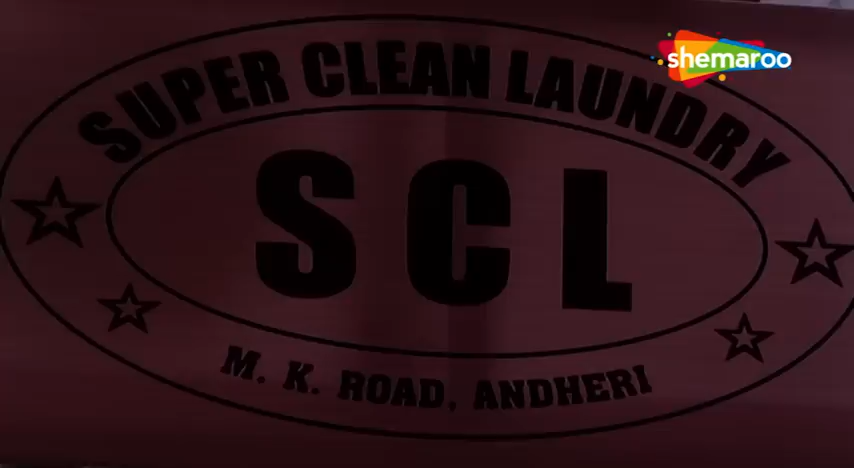 shemaroo
SUPER CLEAN LAUNDRY
SCL
M. K. ROAD, ANDHERI